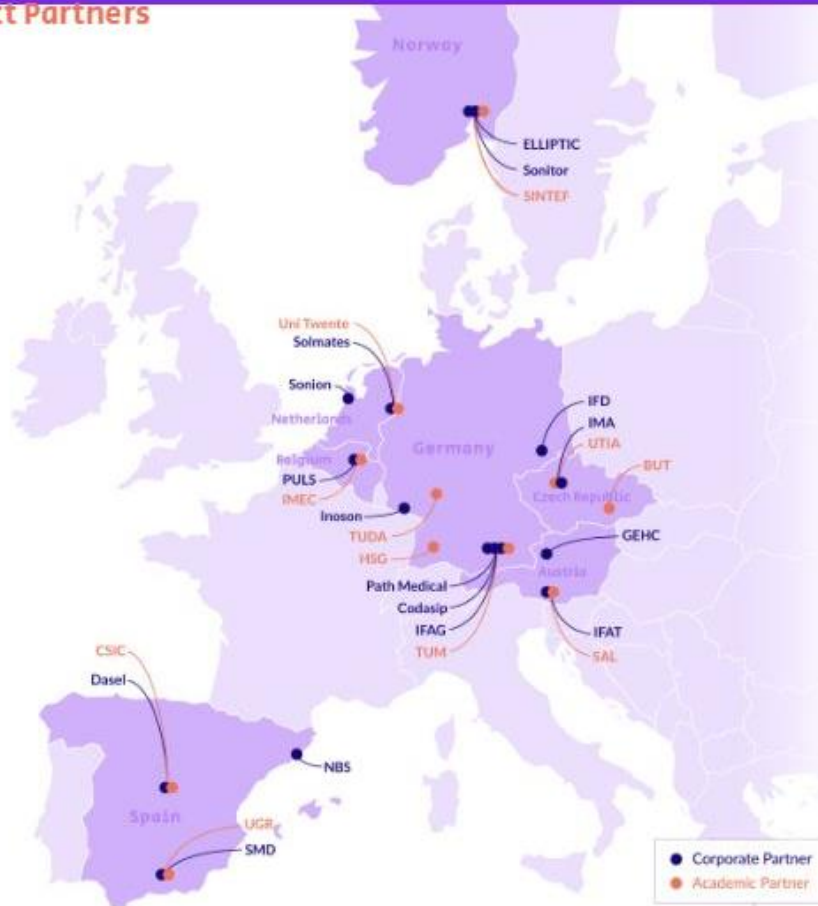 ct Partners
Norway
ELLIPTIC
Sonitor
SINTEF
Uni Twente
Solmates
Sonion
Netherlands
Belgium
PULS
IMEC
Germany
Inoson
TUDA
HSG
IFD
IMA
UTIA
BUT
Czech Republic
GEHC
Austria
Path Medical
Codasip
IFAG
TUM
IFAT
SAL
CSIC
Dasel
NBS
Spain
UGR
SMD
Corporate Partner
Academic Partner